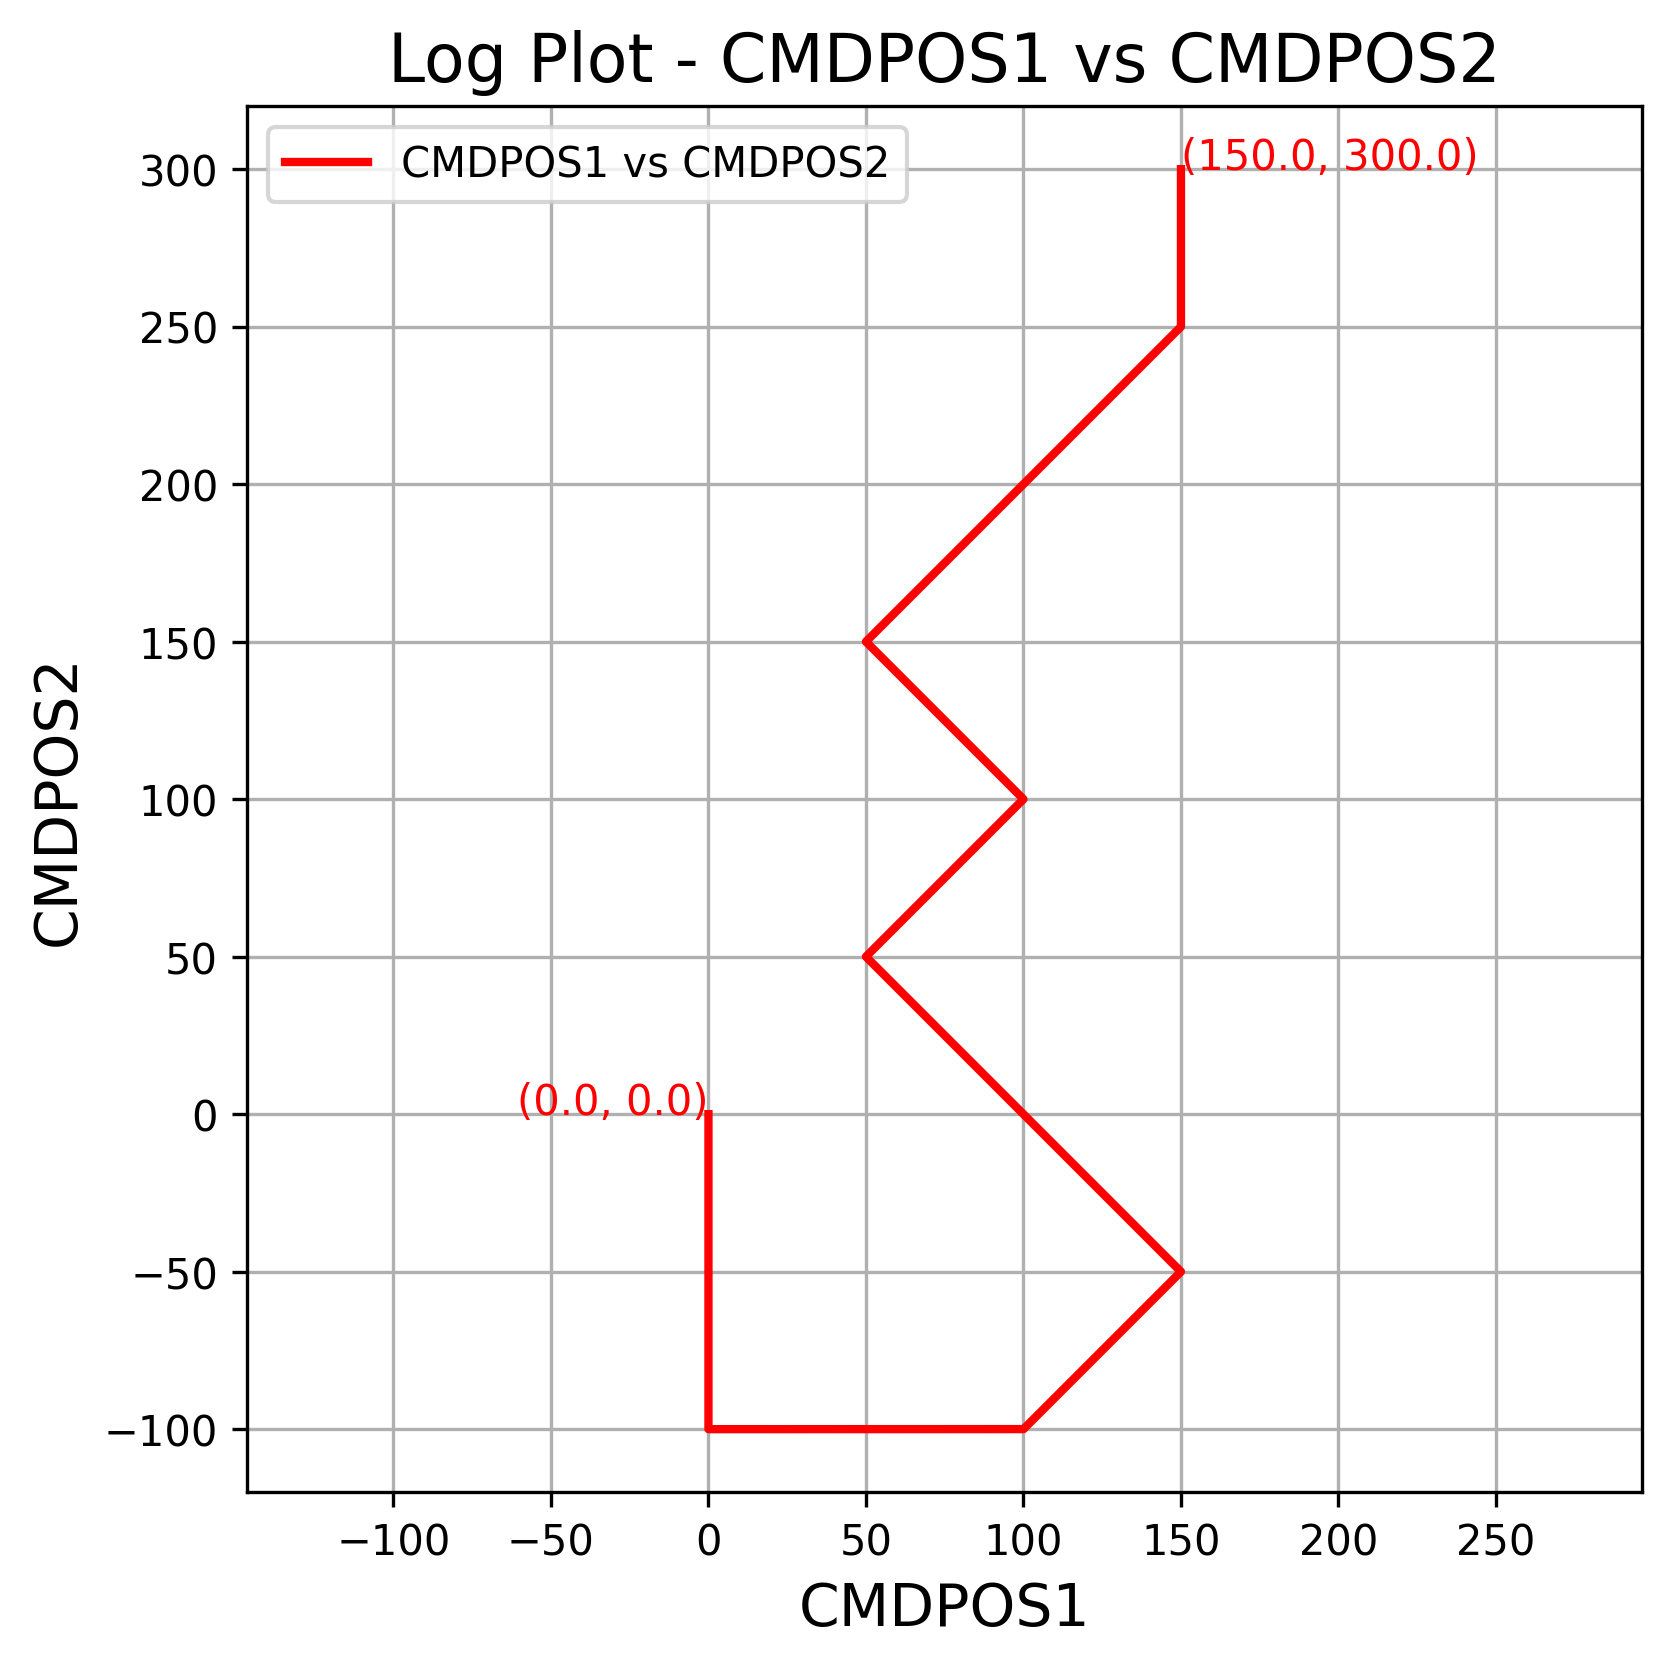 Log Plot - CMDPOS1 vs CMDPOS2
CMDPOS1 vs CMDPOS2
(150.0, 300.0)
300
250
200
150
100
50
0
−50
−100
(0.0, 0.0)
CMDPOS2
−100 −50 0 50 100 150 200 250
CMDPOS1